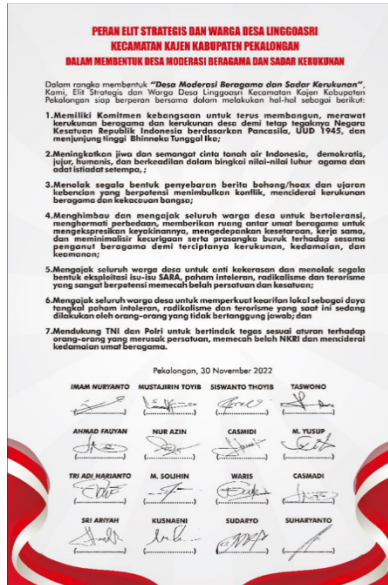 PERAN ELIT STRATEGIS DAN WARGA DESA LINGGOASRI
KECAMATAN KAJEN KABUPATEN PEKALONGAN
DALAM MEMBENTUK DESA MODERASI BERAGAMA DAN SADAR KERUKUNAN
Dalam rangka membentuk "Desa Moderasi Beragama dan Sadar Kerukunan",
Kami, Elit Strategis dan Warga Desa Linggoasri Kecamatan Kajen Kabupaten
Pekalongan siap berperan bersama dalam melakukan hal-hal sebagai berikut:
1.Memiliki Komitmen kebangsaan untuk terus membangun, merawat
kerukunan beragama dan kerukunan desa demi tetap tegaknya Negara
Kesatuan Republik Indonesia berdasarkan Pancasila, UUD 1945, dan
menjunjung tinggi Bhinneka Tunggal Ika;
2.Meningkatkan jiwa dan semangat cinta tanah air Indonesia, demokratis,
jujur, humanis, dan berkeadilan dalam bingkai nilai-nilai luhur agama dan
adat istiadat setempa, ;
3.Menolak segala bentuk penyebaran berita bohong/hoax dan ujaran
kebencian yang berpotensi menimbulkan konflik, menciderai kerukunan
beragama dan kekacauan bangsa;
4.Menghimbau dan mengajak seluruh warga desa untuk bertoleransi,
menghormati perbedaan, memberikan ruang antar umat beragama untuk
mengekspresikan keyakinannya, mengedepankan kesetaraan, kerja sama,
dan meminimalisir kecurigaan serta prasangka buruk terhadap sesama
penganut beragama demi terciptanya kerukunan, kedamaian, dan
keamanan;
5.Mengajak seluruh warga desa untuk anti kekerasan dan menolak segala
bentuk eksploitasi isu-isu SARA, paham intoleran, radikalisme dan terorisme
yang sangat berpotensi memecah belah persatuan dan kesatuan;
6.Mengajak seluruh warga desa untuk memperkuat kearifan lokal sebagai daya
tangkal paham intoleran, radikalisme dan terorisme yang saat ini sedang
dilakukan oleh orang-orang yang tidak bertanggung jawab; dan
7.Mendukung TNI dan Polri untuk bertindak tegas sesuai aturan terhadap
orang-orang yang merusak persatuan, memecah belah NKRI dan menciderai
kedamaian umat beragama.
Pekalongan, 30 November 2022
IMAM NURYANTO MUSTAJIRIN TOYIB SISWANTO THOYIB TASWONO
AHMAD FAUYAN NUR AZIN CASMIDI M. YUSUP
TRI ADI HARIANTO M. SOLIHIN WARIS CASMADI
SRI ARIYAH KUSNAENI SUDARYO SUHARYANTO